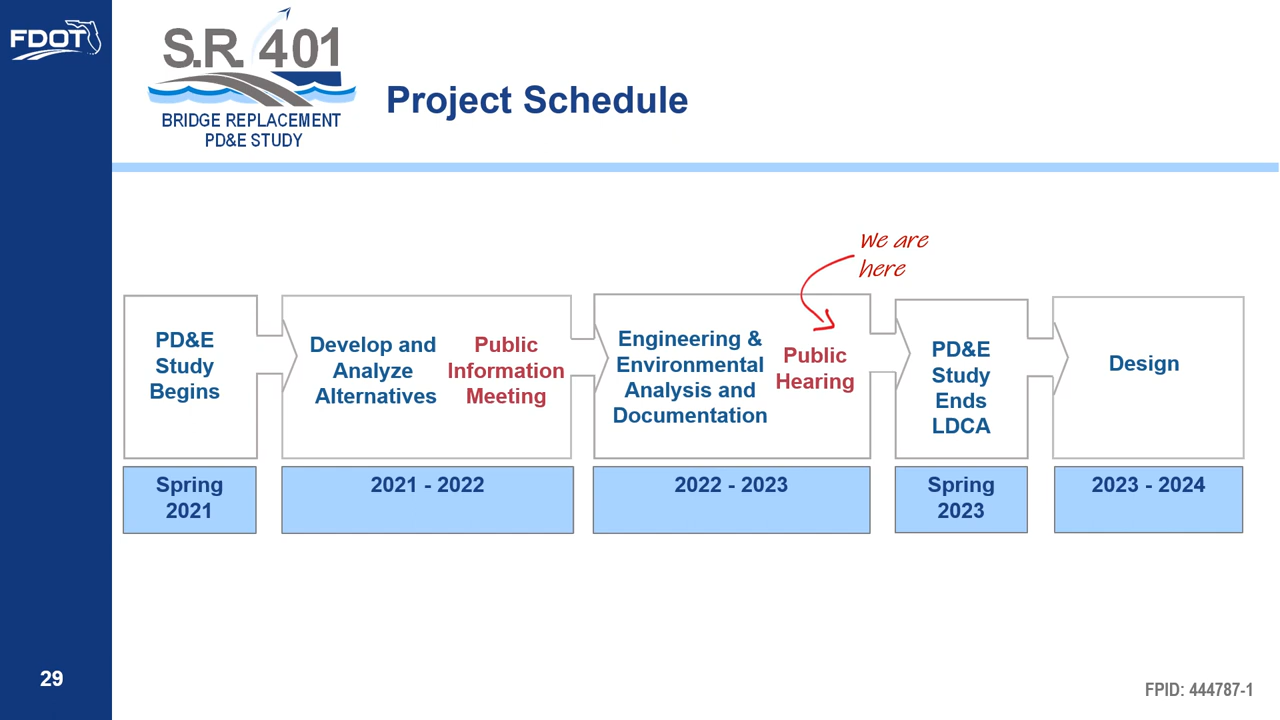 FDOT
S.R. 401
BRIDGE REPLACEMENT
PD&E STUDY
Project Schedule
We are
here
PD&E
Study
Begins
Develop and
Analyze
Alternatives
Public
Information
Meeting
Engineering &
Environmental
Analysis and
Documentation
Public
Hearing
PD&E
Study
Ends
LDCA
Design
Spring
2021
2021 - 2022
2022 - 2023
Spring
2023
2023 - 2024
29
FPID: 444787-1